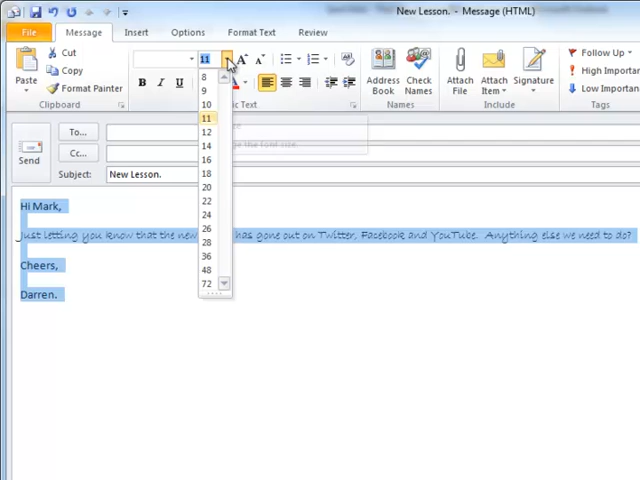 New Lesson. - Message (HTML)
File Message Insert Options Format Text Review
Paste Cut Copy Format Painter Clipboard
11
8
9
10
11
12
14
16
18
20
22
24
26
28
36
48
72
B I U
Text
Address Book Check Names Names
Attach File Attach Item Signature Include
Follow Up
High Importan
Low Importan
Tags
Send
To...
Cc...
Subject: New Lesson.
Hi Mark,
Just letting you know that the new has gone out on Twitter, Facebook and YouTube. Anything else we need to do?
Cheers,
Darren.